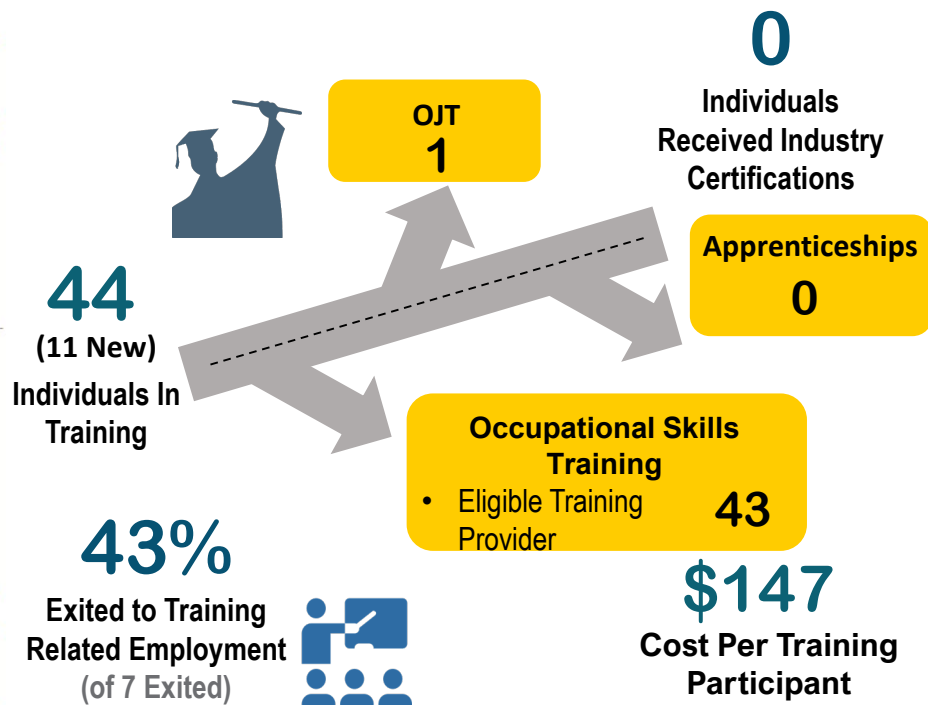 0
Individuals
Received Industry
Certifications
OJT
1
Apprenticeships
0
44
(11 New)
Individuals In
Training
Occupational Skills
Training
• Eligible Training
Provider
43
43%
Exited to Training
Related Employment
(of 7 Exited)
$147
Cost Per Training
Participant